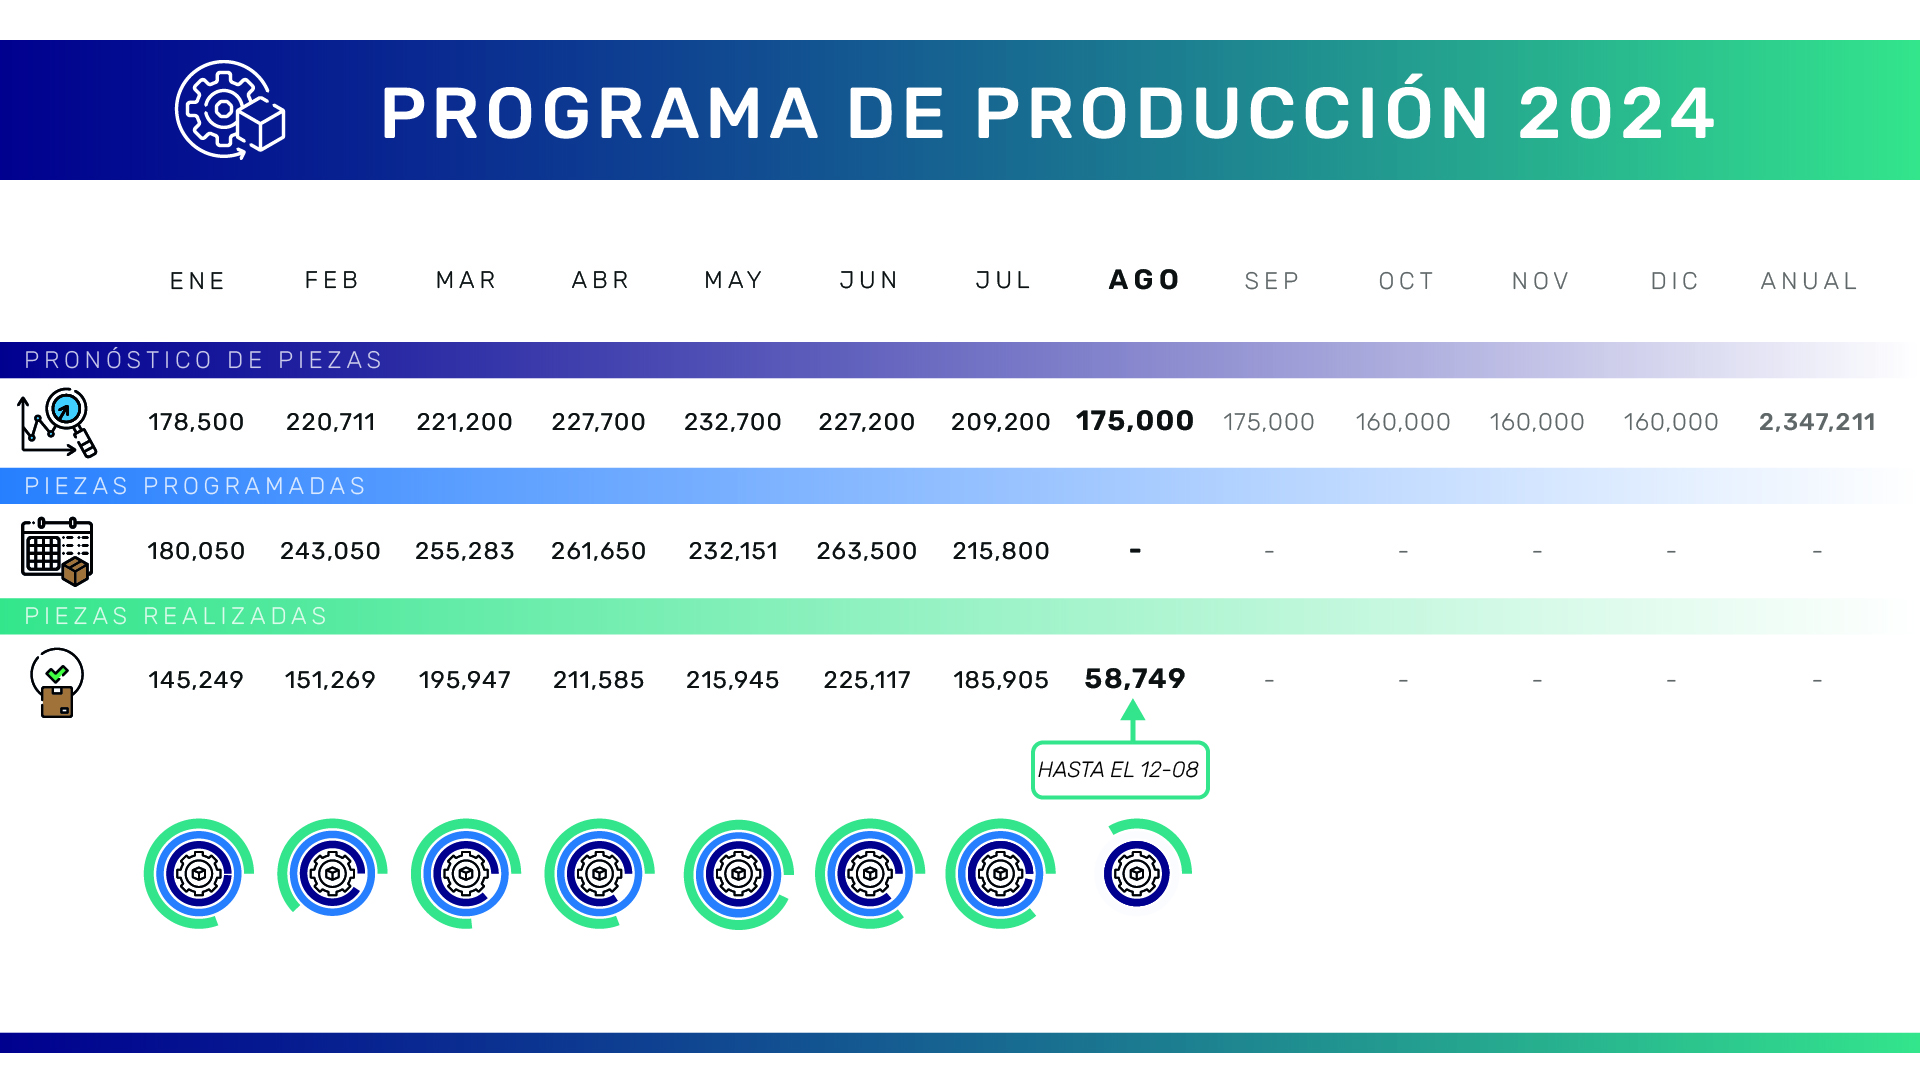 PROGRAMA DE PRODUCCIÓN 2024
ENE FEB MAR ABR MAY JUN JUL AGO SEP OCT NOV DIC ANUAL
PRONÓSTICO DE PIEZAS
178,500 220,711 221,200 227,700 232,700 227,200 209,200 175,000 175,000 160,000 160,000 160,000 2,347,211
PIEZAS PROGRAMADAS
180,050 243,050 255,283 261,650 232,151 263,500 215,800 - - - - - -
PIEZAS REALIZADAS
145,249 151,269 195,947 211,585 215,945 225,117 185,905 58,749 - - - - -
HASTA EL 12-08